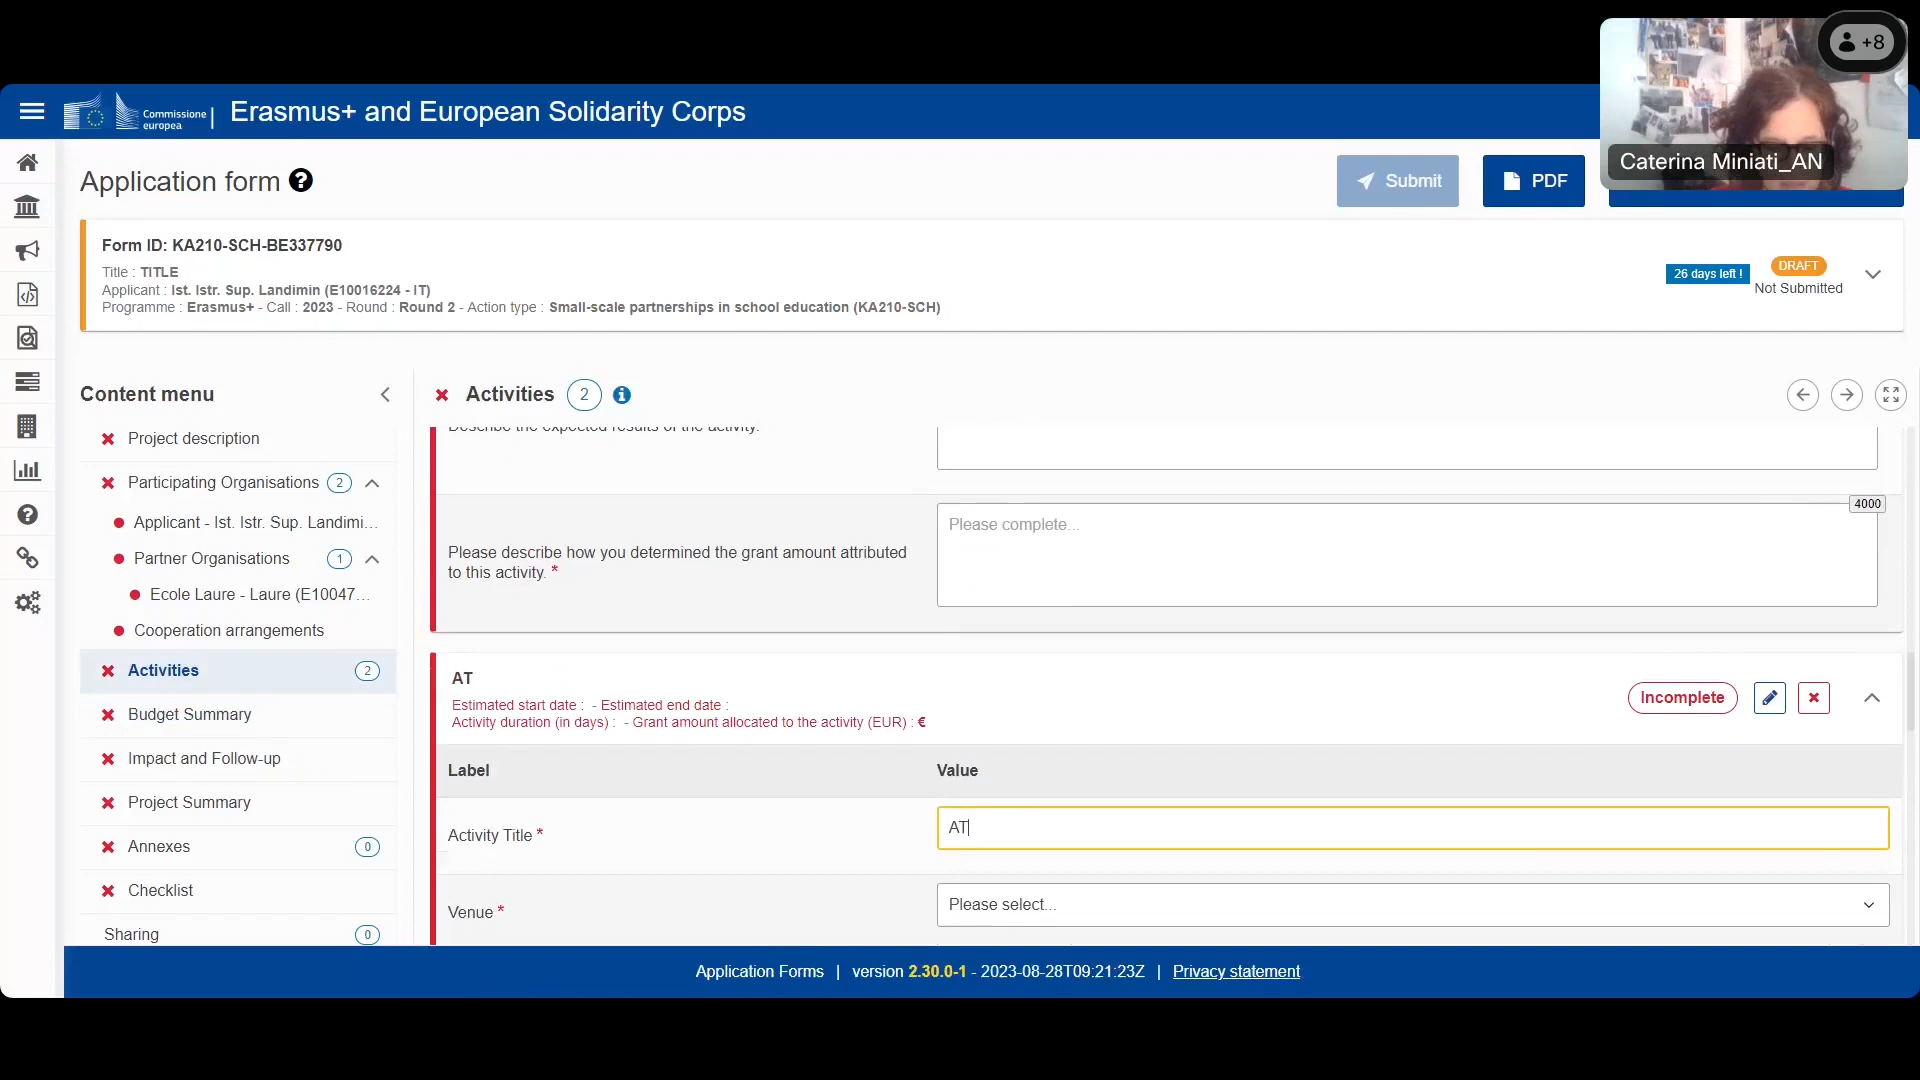 +8
Caterina Miniati_AN
Commissione
europea
Erasmus+ and European Solidarity Corps
Application form
Submit
PDF
Form ID: KA210-SCH-BE337790
Title : TITLE
Applicant : Ist. Istr. Sup. Landimin (E10016224 - IT)
Programme : Erasmus+ - Call : 2023 - Round : Round 2 - Action type : Small-scale partnerships in school education (KA210-SCH)
26 days left !
DRAFT
Not Submitted
Content menu
Project description
Participating Organisations 2
Applicant - Ist. Istr. Sup. Landimi...
Partner Organisations 1
Ecole Laure - Laure (E10047...
Cooperation arrangements
Activities 2
Budget Summary
Impact and Follow-up
Project Summary
Annexes 0
Checklist
Sharing 0
Activities 2
Describe the expected results of the activity.
4000
Please complete...
Please describe how you determined the grant amount attributed
to this activity. *
AT
Estimated start date : - Estimated end date :
Activity duration (in days) : - Grant amount allocated to the activity (EUR) : €
Incomplete
Label Value
Activity Title * AT
Venue * Please select...
Application Forms | version 2.30.0-1 - 2023-08-28T09:21:23Z | Privacy statement